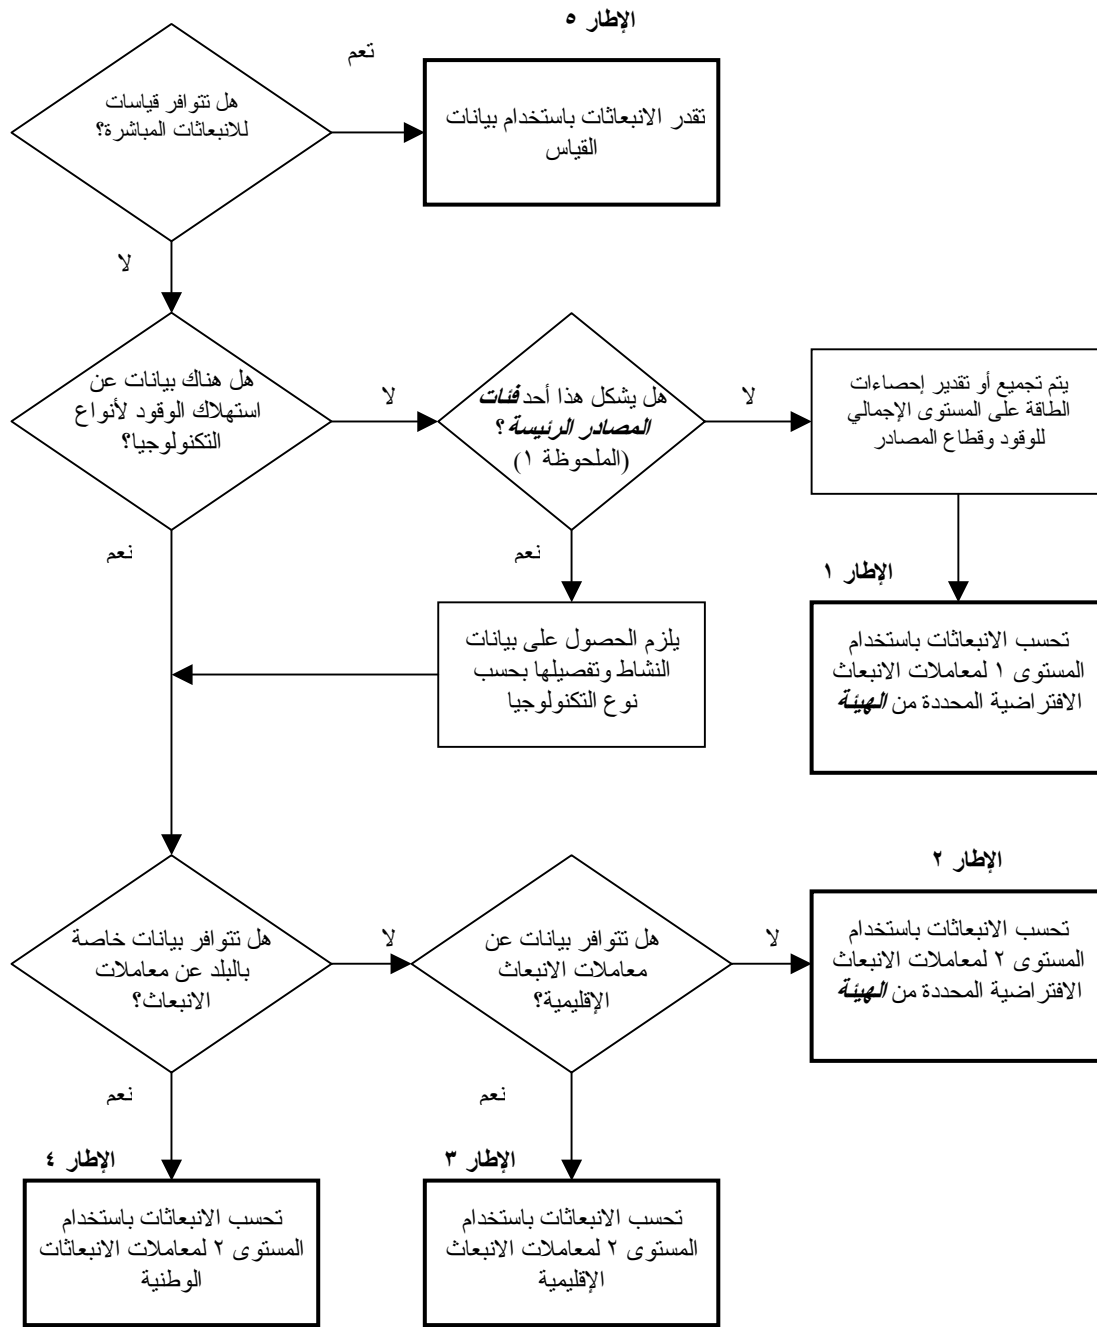 الإطار ٥
نعم
هل تتوافر قياسات
للانبعاثات المباشرة؟
تقدر الانبعاثات باستخدام بيانات
القياس
لا
هل هناك بيانات عن
استهلاك الوقود لأنواع
التكنولوجيا؟
لا
هل يشكل هذا أحد فئات
المصادر الرئيسة ؟
(الملحوظة ١)
لا
يتم تجميع أو تقدير إحصاءات
الطاقة على المستوى الإجمالي
للوقود وقطاع المصادر
نعم
نعم
الإطار ١
يلزم الحصول على بيانات
النشاط وتفصيلها بحسب
نوع التكنولوجيا
تحسب الانبعاثات باستخدام
المستوى ١ لمعاملات الانبعاث
الافتراضية المحددة من الهيئة
الإطار ٢
هل تتوافر بيانات خاصة
بالبلد عن معاملات
الانبعاث؟
لا
هل تتوافر بيانات عن
معاملات الانبعاث
الإقليمية؟
لا
تحسب الانبعاثات باستخدام
المستوى ٢ لمعاملات الانبعاث
الافتراضية المحددة من الهيئة
نعم
نعم
الإطار ٤
الإطار ٣
تحسب الانبعاثات باستخدام
المستوى ٢ لمعاملات الانبعاثات
الوطنية
تحسب الانبعاثات باستخدام
المستوى ٢ لمعاملات الانبعاث
الإقليمية